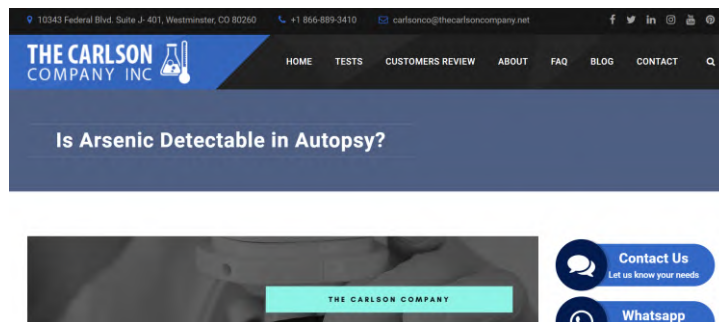 10343 Federal Blvd. Suite J- 401, Westminster, CO 80260 +1 866-889-3410 carlsonco@thecarlsoncompany.net
THE CARLSON
COMPANY INC
HOME TESTS CUSTOMERS REVIEW ABOUT FAQ BLOG CONTACT
Is Arsenic Detectable in Autopsy?
THE CARLSON COMPANY
Contact Us
Let us know your needs
Whatsapp